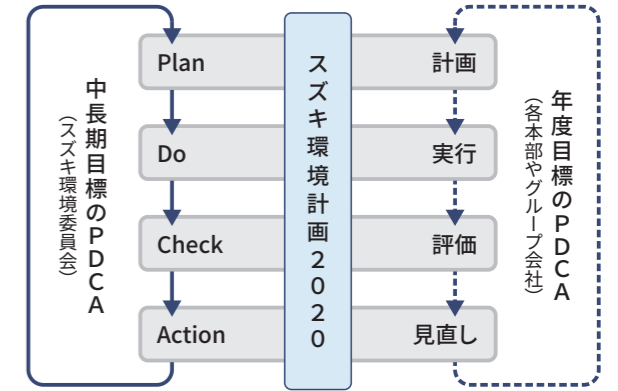 中長期目標のPDCA
（スズキ環境委員会）
Plan
計画
Do
実行
Check
評価
Action
見直し
スズキ環境計画2020
年度目標のPDCA
（各本部やグループ会社）